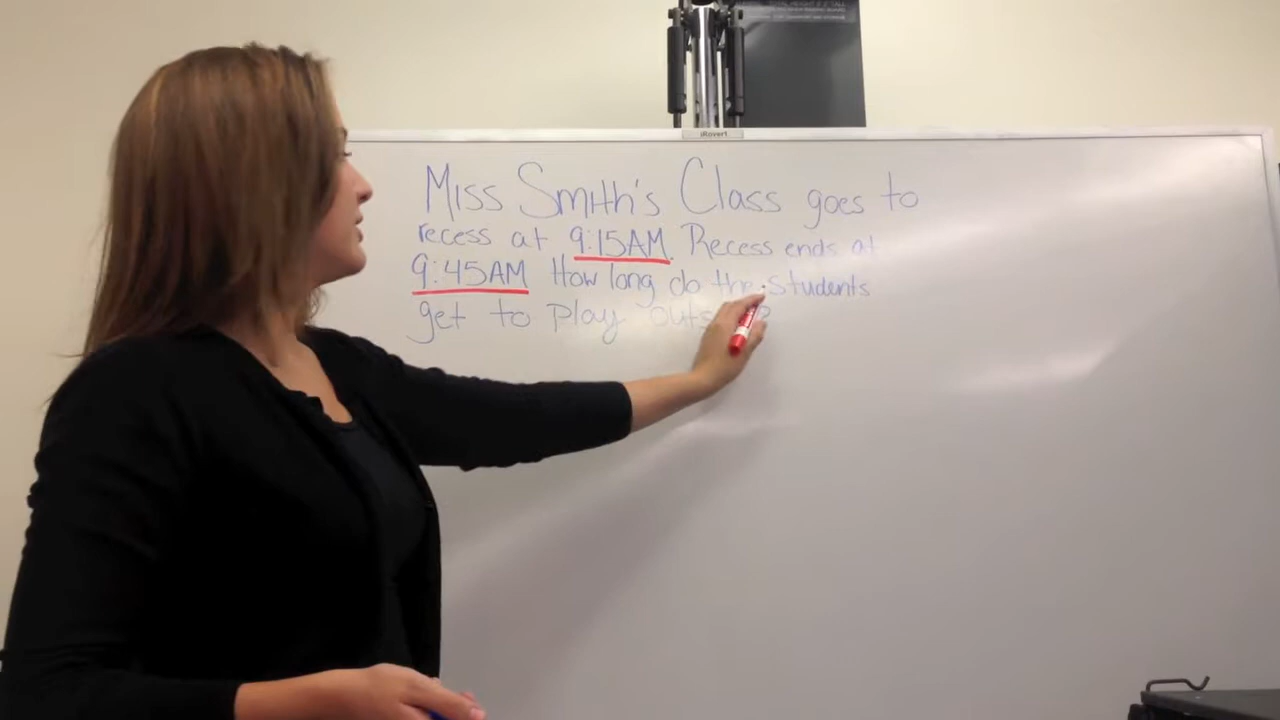 iRovert
Miss Smith's Class goes to
recess at 9:15AM. Recess ends at
9:45AM How long do the students
get to play